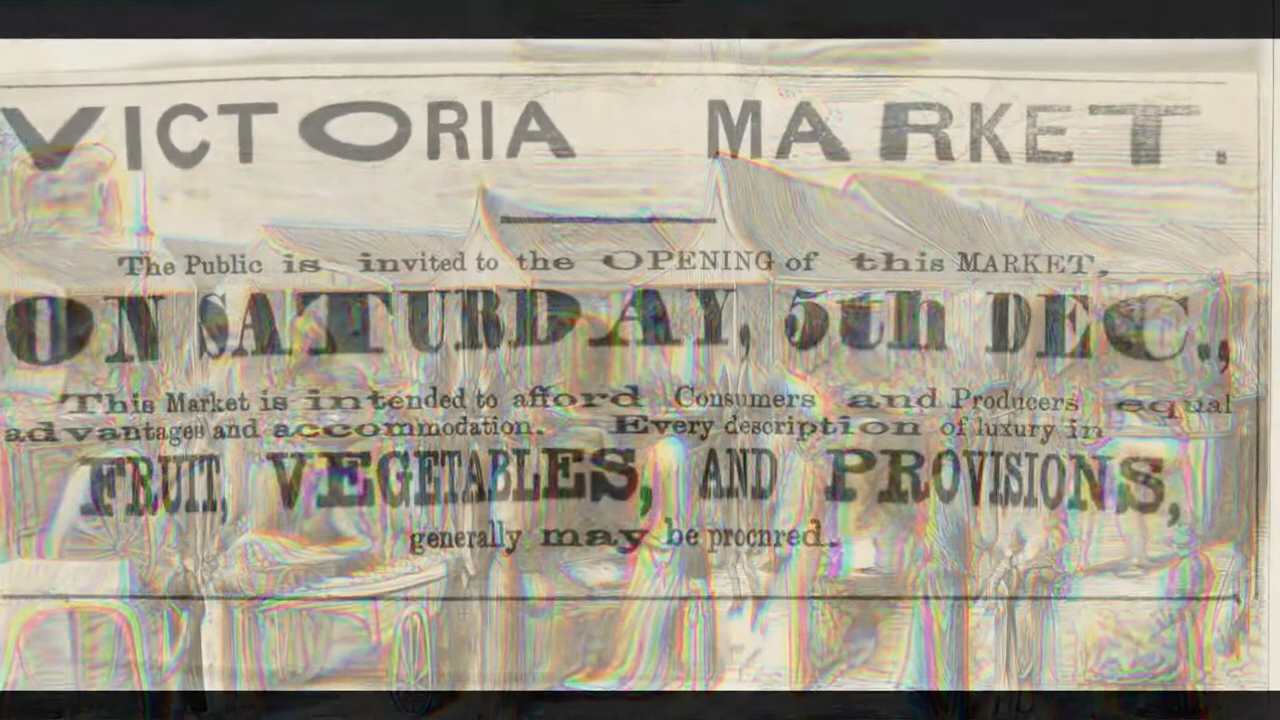 VICTORIA MARKET.
The Public is invited to the OPENING of this MARKET,
ON SATURDAY, 5th DEC.,
This Market is intended to afford Consumers and Producers equal
advantages and accommodation. Every description of luxury in
FRUIT, VEGETABLES, AND PROVISIONS,
generally may be procnred.